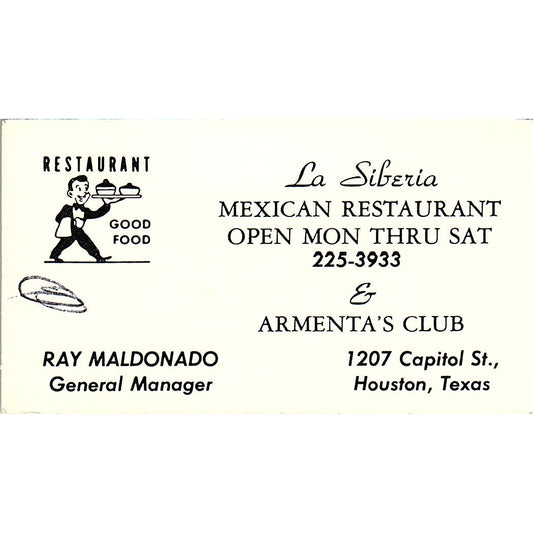 RESTAURANT
GOOD
FOOD
La Siberia
MEXICAN RESTAURANT
OPEN MON THRU SAT
225-3933
&
ARMENTA'S CLUB
RAY MALDONADO
General Manager
1207 Capitol St.,
Houston, Texas